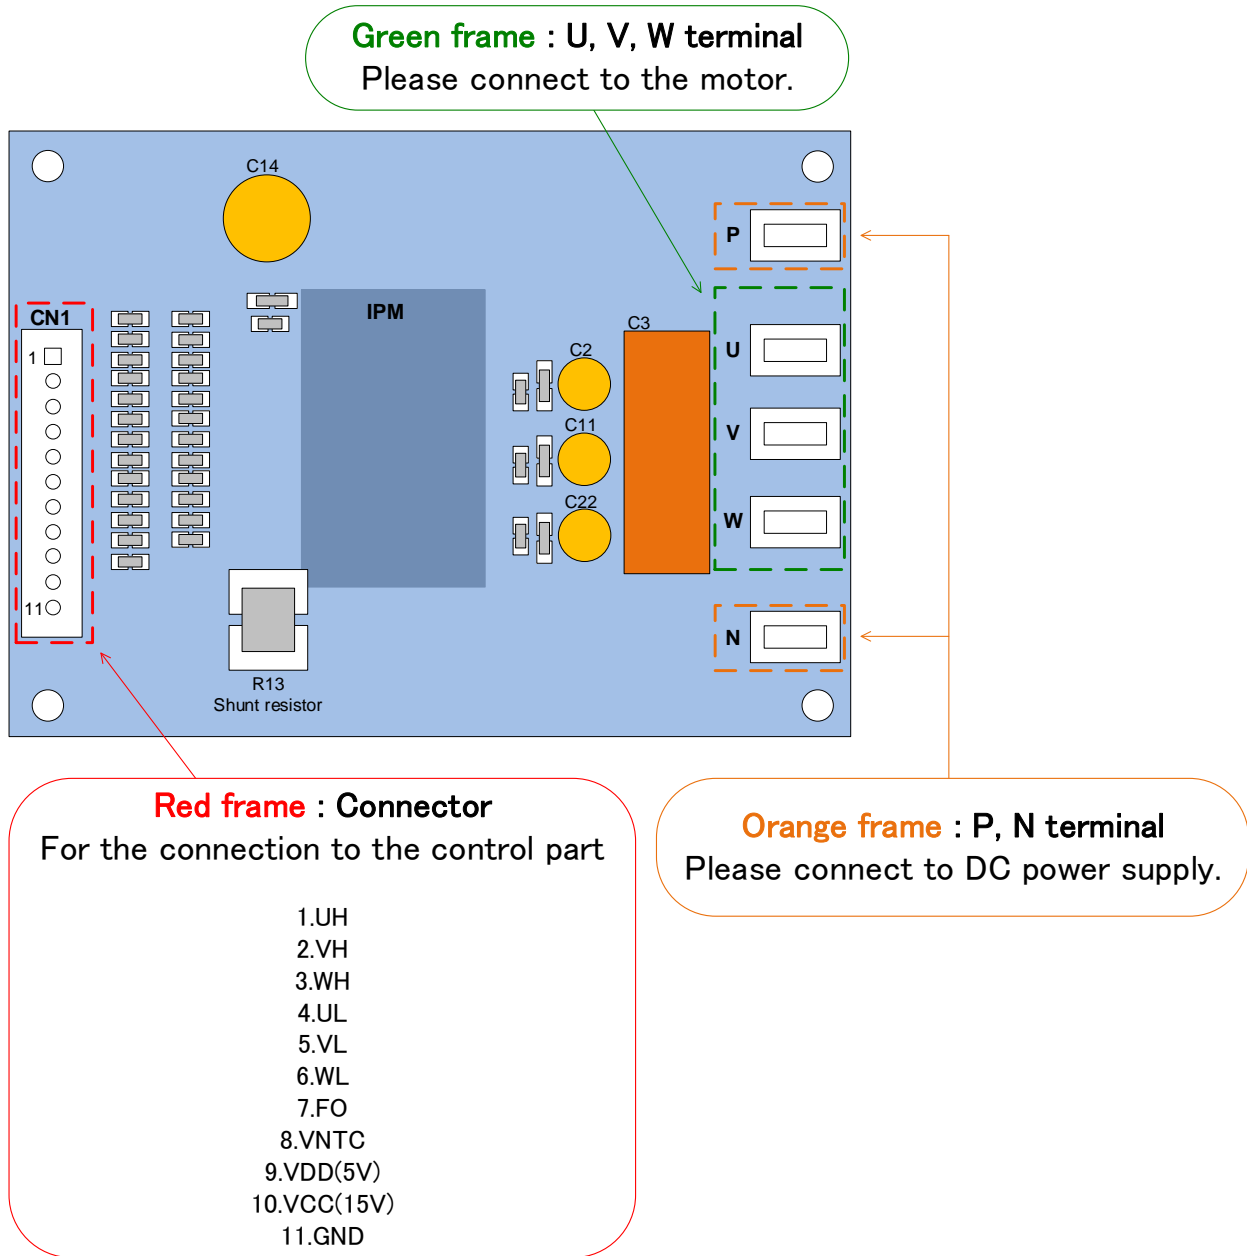 Green frame : U, V, W terminal
Please connect to the motor.
C14
P
CN1
IPM
C3
1
U
C2
V
C11
C22
W
11
N
R13
Shunt resistor
Red frame : Connector
For the connection to the control part
1.UH
2.VH
3.WH
4.UL
5.VL
6.WL
7.FO
8.VNTC
9.VDD(5V)
10.VCC(15V)
11.GND
Orange frame : P, N terminal
Please connect to DC power supply.